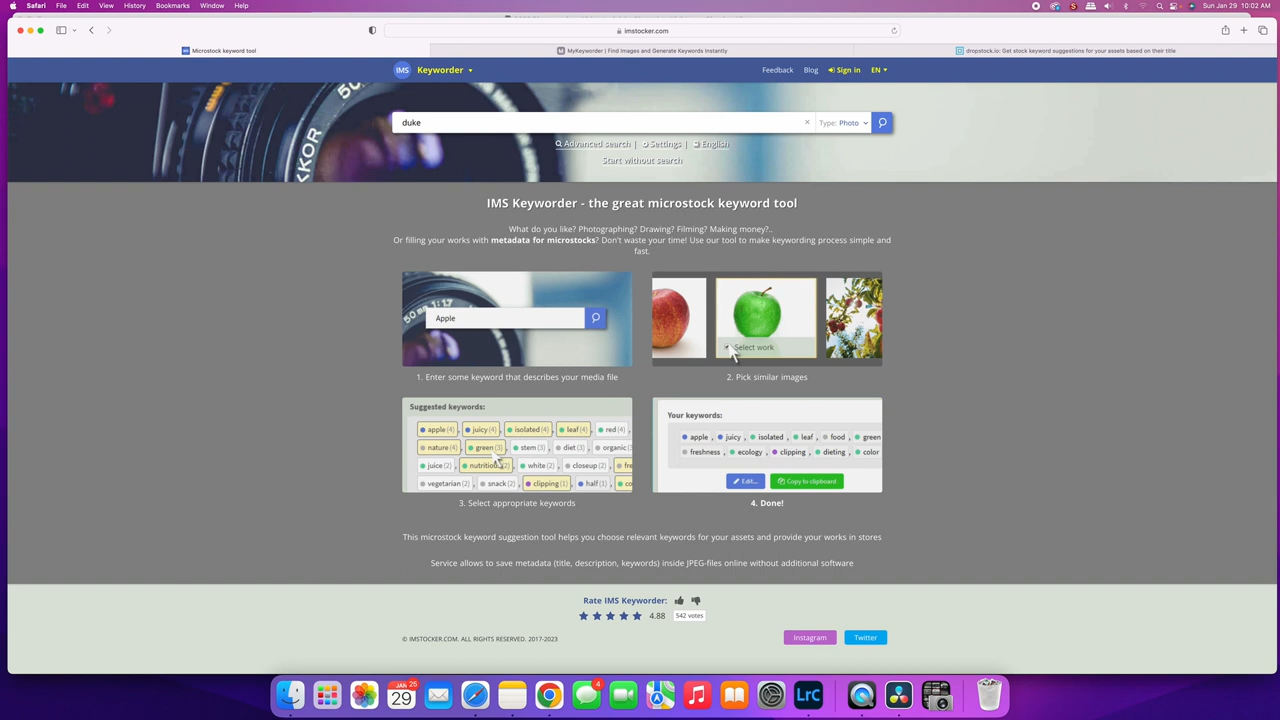 Safari File Edit View History Bookmarks Window Help
Sun Jan 29 10:02 AM
imstocker.com
Microstock keyword tool
MyKeyworder | Find Images and Generate Keywords Instantly
dropstock.io: Get stock keyword suggestions for your assets based on their title
IMS Keyworder
Feedback Blog Sign in EN
duke
Type: Photo
Advanced search | Settings | English
Start without search
IMS Keyworder - the great microstock keyword tool
What do you like? Photographing? Drawing? Filming? Making money?..
Or filling your works with metadata for microstocks? Don't waste your time! Use our tool to make keywording process simple and
fast.
50 1:17
Apple
Select work
1. Enter some keyword that describes your media file
2. Pick similar images
Suggested keywords:
apple (4) , juicy (4) , isolated (4) , leaf (4) , red (4)
nature (4) green (3) , stem (3) , diet (3) , organic (3)
juice (2) , nutrition (2) , white (2) , closeup (2) , fre
vegetarian (2) , snack (2) , clipping (1) , half (1) , co
Your keywords:
apple , juicy , isolated , leaf , food , green
freshness , ecology , clipping , dieting , color
Edit... Copy to clipboard
3. Select appropriate keywords
4. Done!
This microstock keyword suggestion tool helps you choose relevant keywords for your assets and provide your works in stores
Service allows to save metadata (title, description, keywords) inside JPEG-files online without additional software
Rate IMS Keyworder:
4.88 542 votes
© IMSTOCKER.COM. ALL RIGHTS RESERVED. 2017-2023
Instagram Twitter
JAN 25
29
4
LrC